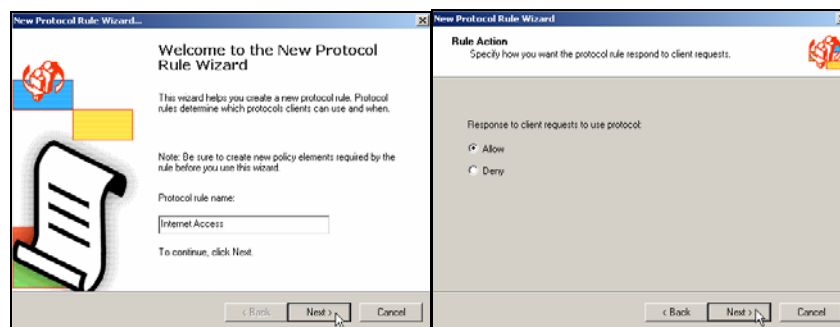 New Protocol Rule Wizard...
Welcome to the New Protocol
Rule Wizard
This wizard helps you create a new protocol rule. Protocol
rules determine which protocols clients can use and when.
Note: Be sure to create new policy elements required by the
rule before you use this wizard.
Protocol rule name:
Internet Access
To continue, click Next.
< Back
Next >
Cancel
New Protocol Rule Wizard
Rule Action
Specify how you want the protocol rule respond to client requests.
Response to client requests to use protocol:
Allow
Deny
< Back
Next >
Cancel